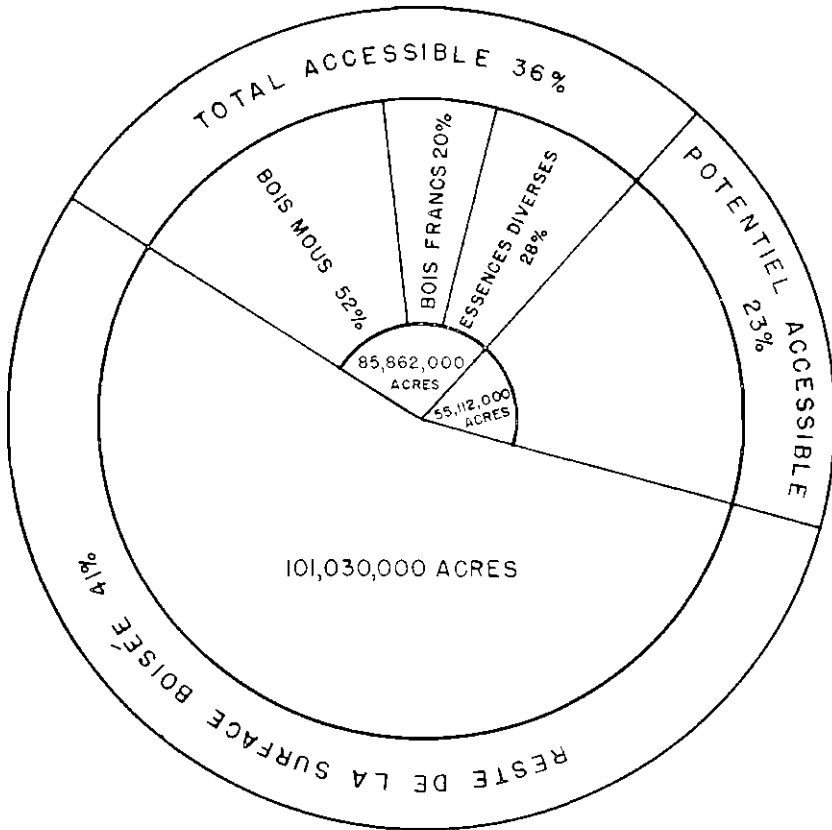 TOTAL ACCESSIBLE 36%
BOIS MOUS 52%
BOIS FRANCS 20%
ESSENCES DIVERSES
28%
POTENTIEL ACCESSIBLE
23%
85,862,000
ACRES
55,112,000
ACRES
101,030,000 ACRES
RESTE DE LA SURFACE BOISÉE 41%